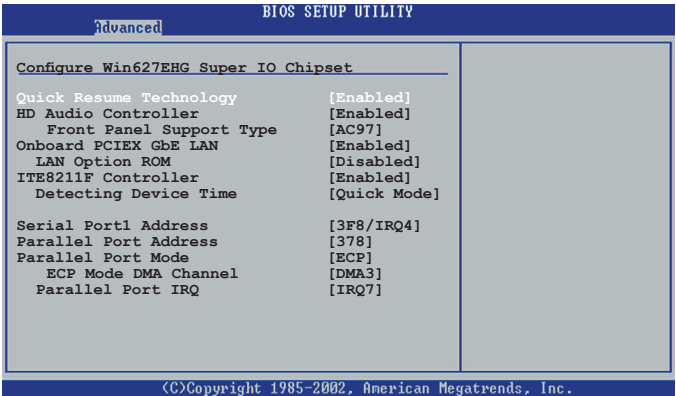 BIOS SETUP UTILITY
Advanced
Configure Win627EHG Super IO Chipset
Quick Resume Technology [Enabled]
HD Audio Controller [Enabled]
Front Panel Support Type [AC97]
Onboard PCIEX GbE LAN [Enabled]
LAN Option ROM [Disabled]
ITE8211F Controller [Enabled]
Detecting Device Time [Quick Mode]
Serial Port1 Address [3F8/IRQ4]
Parallel Port Address [378]
Parallel Port Mode [ECP]
ECP Mode DMA Channel [DMA3]
Parallel Port IRQ [IRQ7]
(C)Copyright 1985-2002, American Megatrends, Inc.